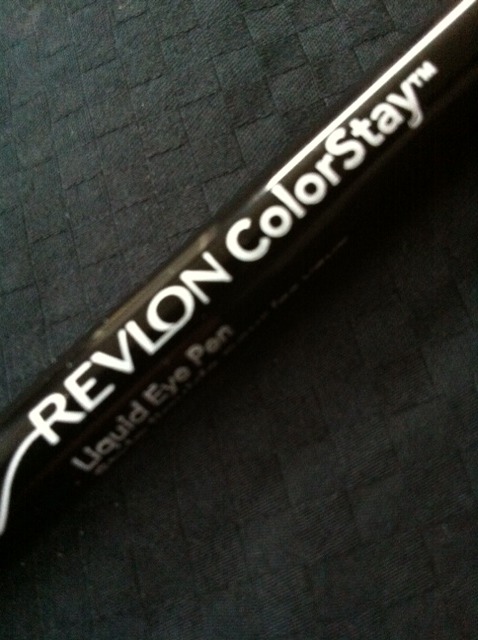 REVLON ColorStay™
Liquid Eye Pen